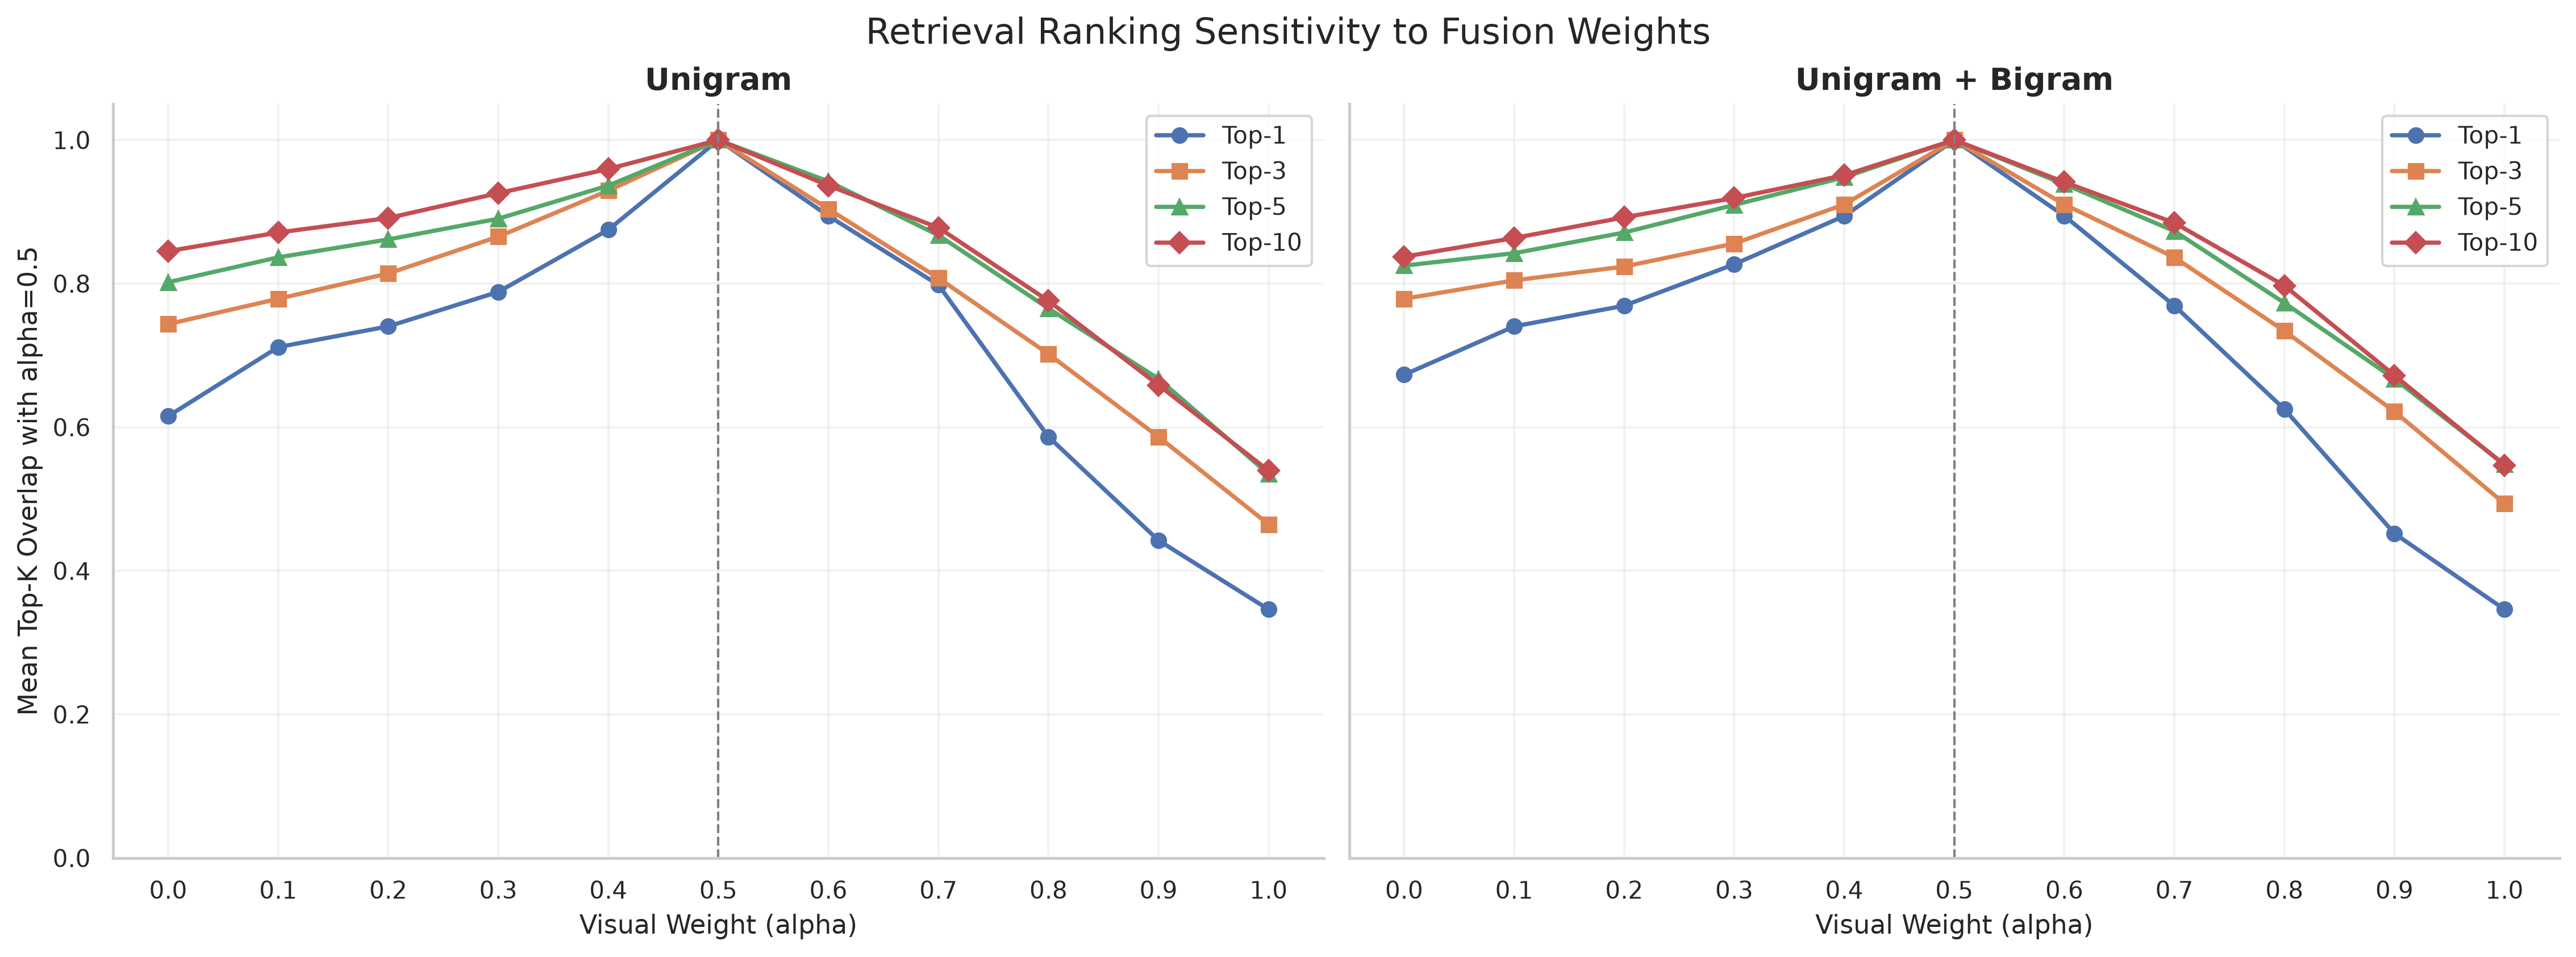 Retrieval Ranking Sensitivity to Fusion Weights
Unigram
Mean Top-K Overlap with alpha=0.5
1.0
0.8
0.6
0.4
0.2
0.0
Top-1
Top-3
Top-5
Top-10
0.0 0.1 0.2 0.3 0.4 0.5 0.6 0.7 0.8 0.9 1.0
Visual Weight (alpha)
Unigram + Bigram
Top-1
Top-3
Top-5
Top-10
0.0 0.1 0.2 0.3 0.4 0.5 0.6 0.7 0.8 0.9 1.0
Visual Weight (alpha)